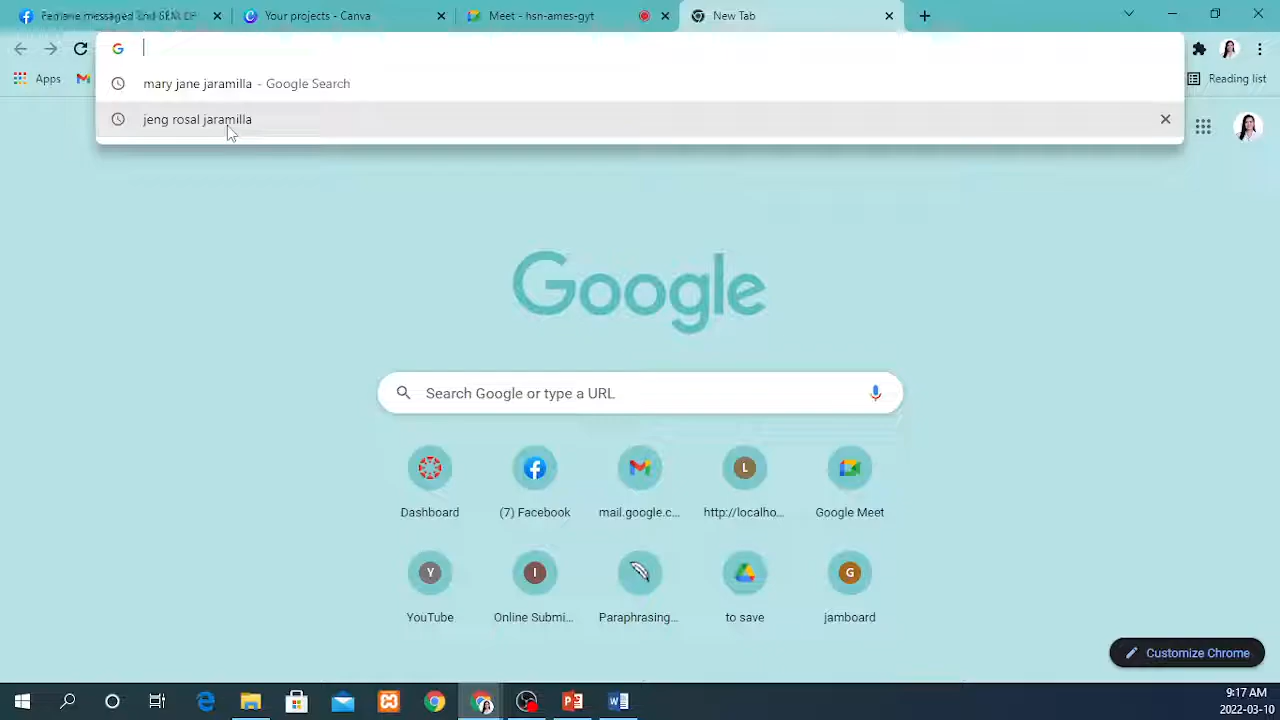 Your projects - Canva
Meet - hsn-ames-gyt
New Tab
mary jane jaramilla - Google Search
jeng rosal jaramilla
Apps
Reading list
Google
Search Google or type a URL
Dashboard
(7) Facebook
mail.google.c...
http://localho...
Google Meet
Y
I
L
G
YouTube
Online Submi...
Paraphrasing...
to save
jamboard
Customize Chrome
9:17 AM
2022-03-10